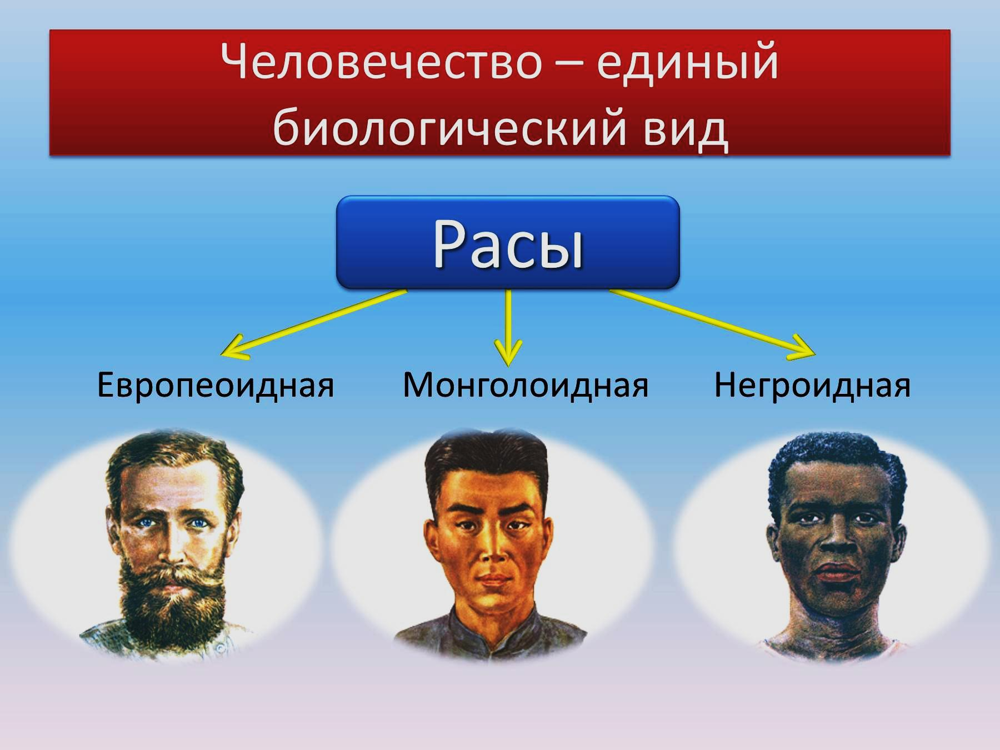 Человечество – единый
биологический вид
Расы
Европеоидная
Монголоидная
Негроидная